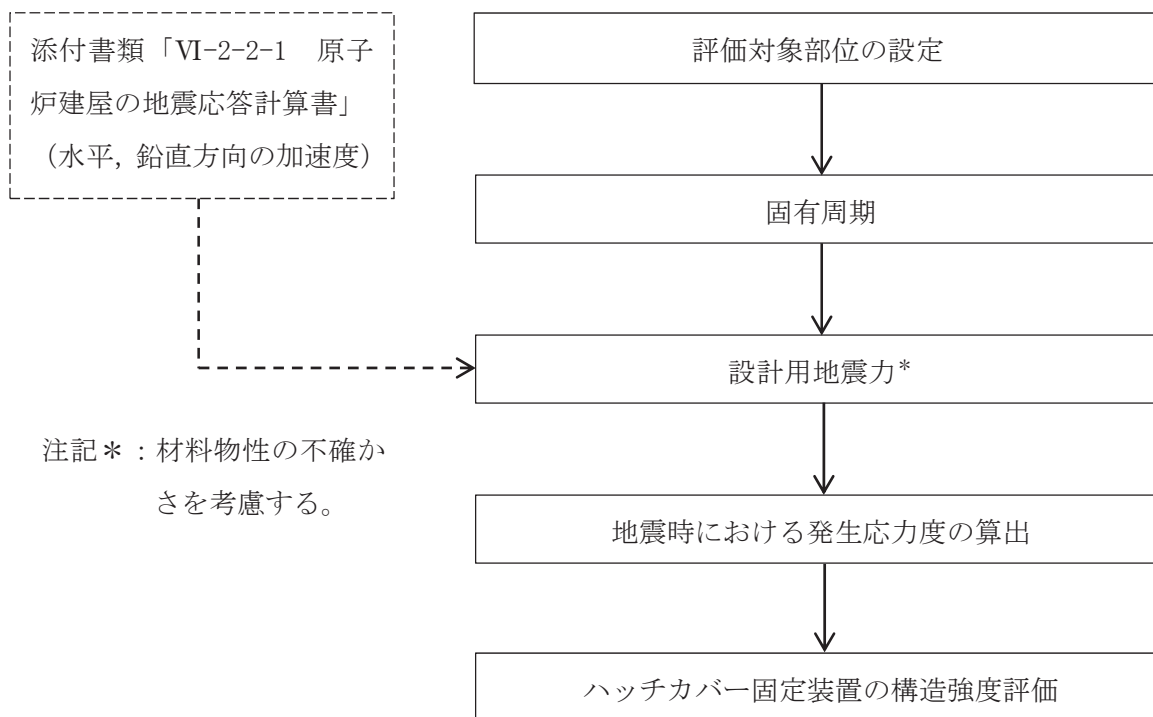 添付書類「Ⅵ-2-2-1　原子
炉建屋の地震応答計算書」
（水平，鉛直方向の加速度）
評価対象部位の設定
固有周期
設計用地震力*
注記＊：材料物性の不確か
さを考慮する。
地震時における発生応力度の算出
ハッチカバー固定装置の構造強度評価